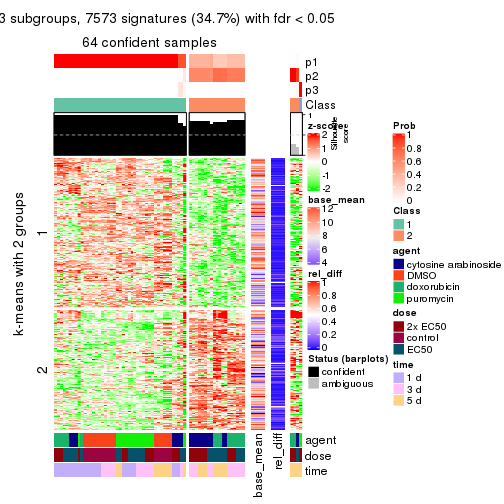 3 subgroups, 7573 signatures (34.7%) with fdr < 0.05
64 confident samples
p1
p2
p3
Class
1
Silhouette
score
k-means with 2 groups
1
2
z-score
2
1
0
-1
-2
base_mean
12
10
8
6
4
rel_diff
1
0.8
0.6
0.4
0.2
0
Status (barplots)
confident
ambiguous
Prob
1
0.8
0.6
0.4
0.2
0
Class
1
2
agent
cytosine arabinoside
DMSO
doxorubicin
puromycin
dose
2x EC50
control
EC50
time
1 d
3 d
5 d
agent
dose
time
base_mean
rel_diff